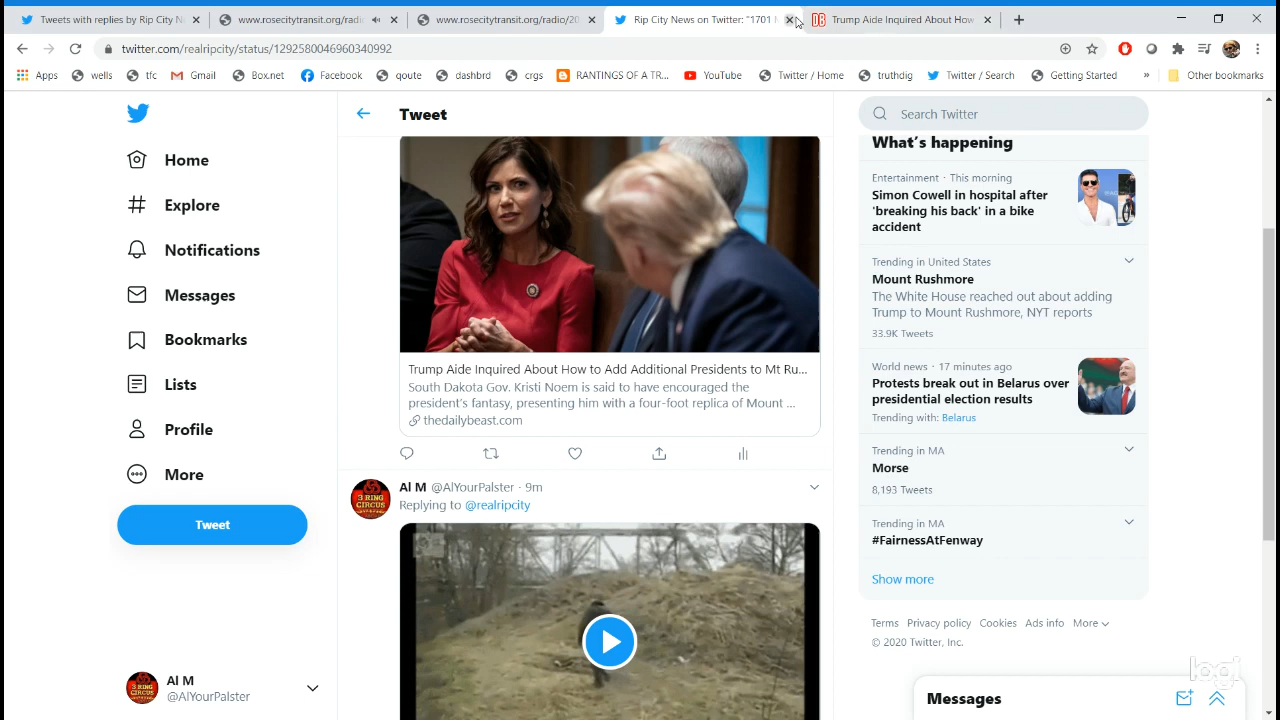 Tweets with replies by Rip City N
www.rosecitytransit.org/radio
www.rosecitytransit.org/radio/20
Rip City News on Twitter: "1701
Trump Aide Inquired About How
twitter.com/realripcity/status/1292580046960340992
Apps
wells
tfc
Gmail
Box.net
Facebook
qoute
dashbrd
crgs
RANTINGS OF A TR...
YouTube
Twitter / Home
truthdig
Twitter / Search
Getting Started
»
Other bookmarks
Home
Explore
Notifications
Messages
Bookmarks
Lists
Profile
More
Tweet
Al M
@AlYourPalster
Tweet
Trump Aide Inquired About How to Add Additional Presidents to Mt Ru...
South Dakota Gov. Kristi Noem is said to have encouraged the
president's fantasy, presenting him with a four-foot replica of Mount ...
thedailybeast.com
Al M @AlYourPalster · 9m
Replying to @realripcity
3 RING
CIRCUS
Search Twitter
What's happening
Entertainment · This morning
Simon Cowell in hospital after
'breaking his back' in a bike
accident
Trending in United States
Mount Rushmore
The White House reached out about adding
Trump to Mount Rushmore, NYT reports
33.9K Tweets
World news · 17 minutes ago
Protests break out in Belarus over
presidential election results
Trending with: Belarus
Trending in MA
Morse
8,193 Tweets
Trending in MA
#FairnessAtFenway
Show more
Terms Privacy policy Cookies Ads info More
© 2020 Twitter, Inc.
logi
Messages